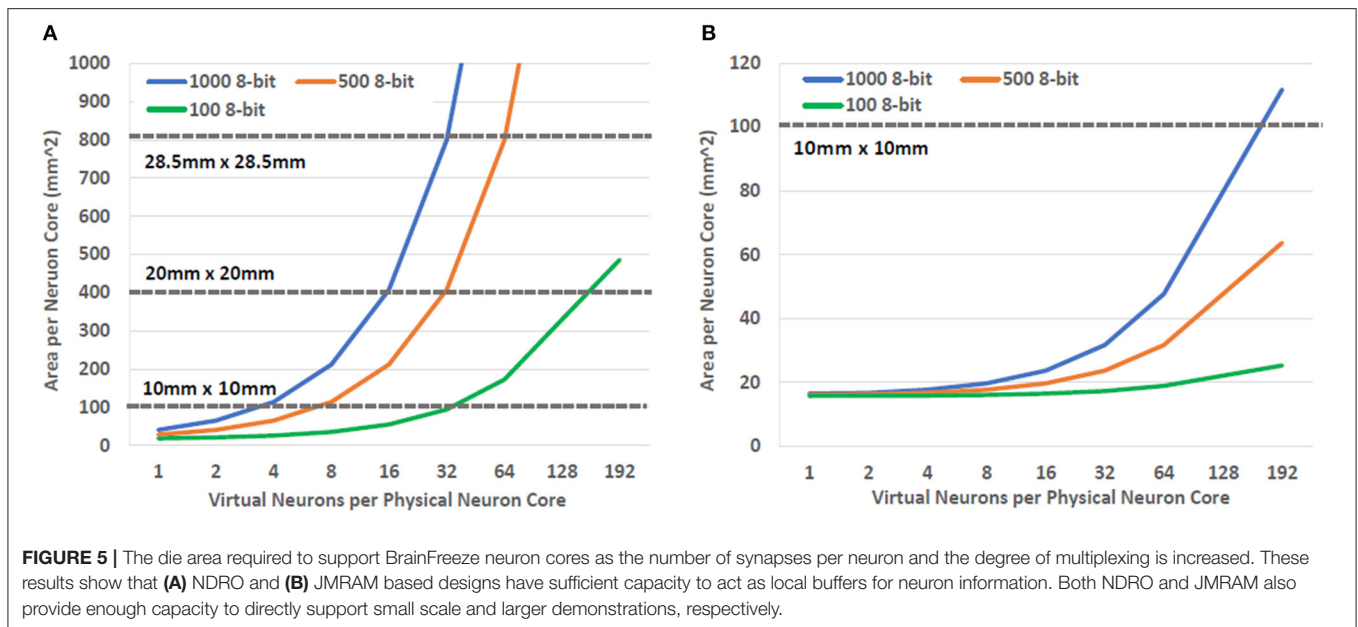 A
Area per Neruon Core (mm^2)
1000
900
800
700
600
500
400
300
200
100
0
1000 8-bit
500 8-bit
100 8-bit
28.5mm x 28.5mm
20mm x 20mm
10mm x 10mm
1 2 4 8 16 32 64 128 192
Virtual Neurons per Physical Neuron Core
B
Area per Neuron Core (mm^2)
120
100
80
60
40
20
0
1000 8-bit
500 8-bit
100 8-bit
10mm x 10mm
1 2 4 8 16 32 64 128 192
Virtual Neurons per Physical Neuron Core
FIGURE 5 | The die area required to support BrainFreeze neuron cores as the number of synapses per neuron and the degree of multiplexing is increased. These
results show that (A) NDRO and (B) JMRAM based designs have sufficient capacity to act as local buffers for neuron information. Both NDRO and JMRAM also
provide enough capacity to directly support small scale and larger demonstrations, respectively.